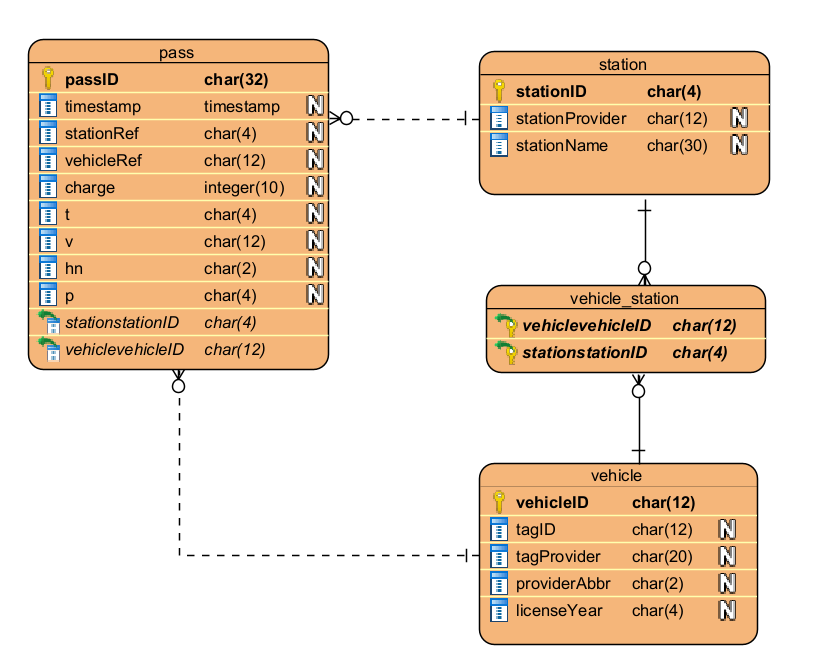 pass
passID char(32)
timestamp timestamp N
stationRef char(4) N
vehicleRef char(12) N
charge integer(10) N
t char(4) N
v char(12) N
hn char(2) N
p char(4) N
stationstationID char(4)
vehiclevehicleID char(12)
station
stationID char(4)
stationProvider char(12) N
stationName char(30) N
vehicle_station
vehiclevehicleID char(12)
stationstationID char(4)
vehicle
vehicleID char(12)
tagID char(12) N
tagProvider char(20) N
providerAbbr char(2) N
licenseYear char(4) N